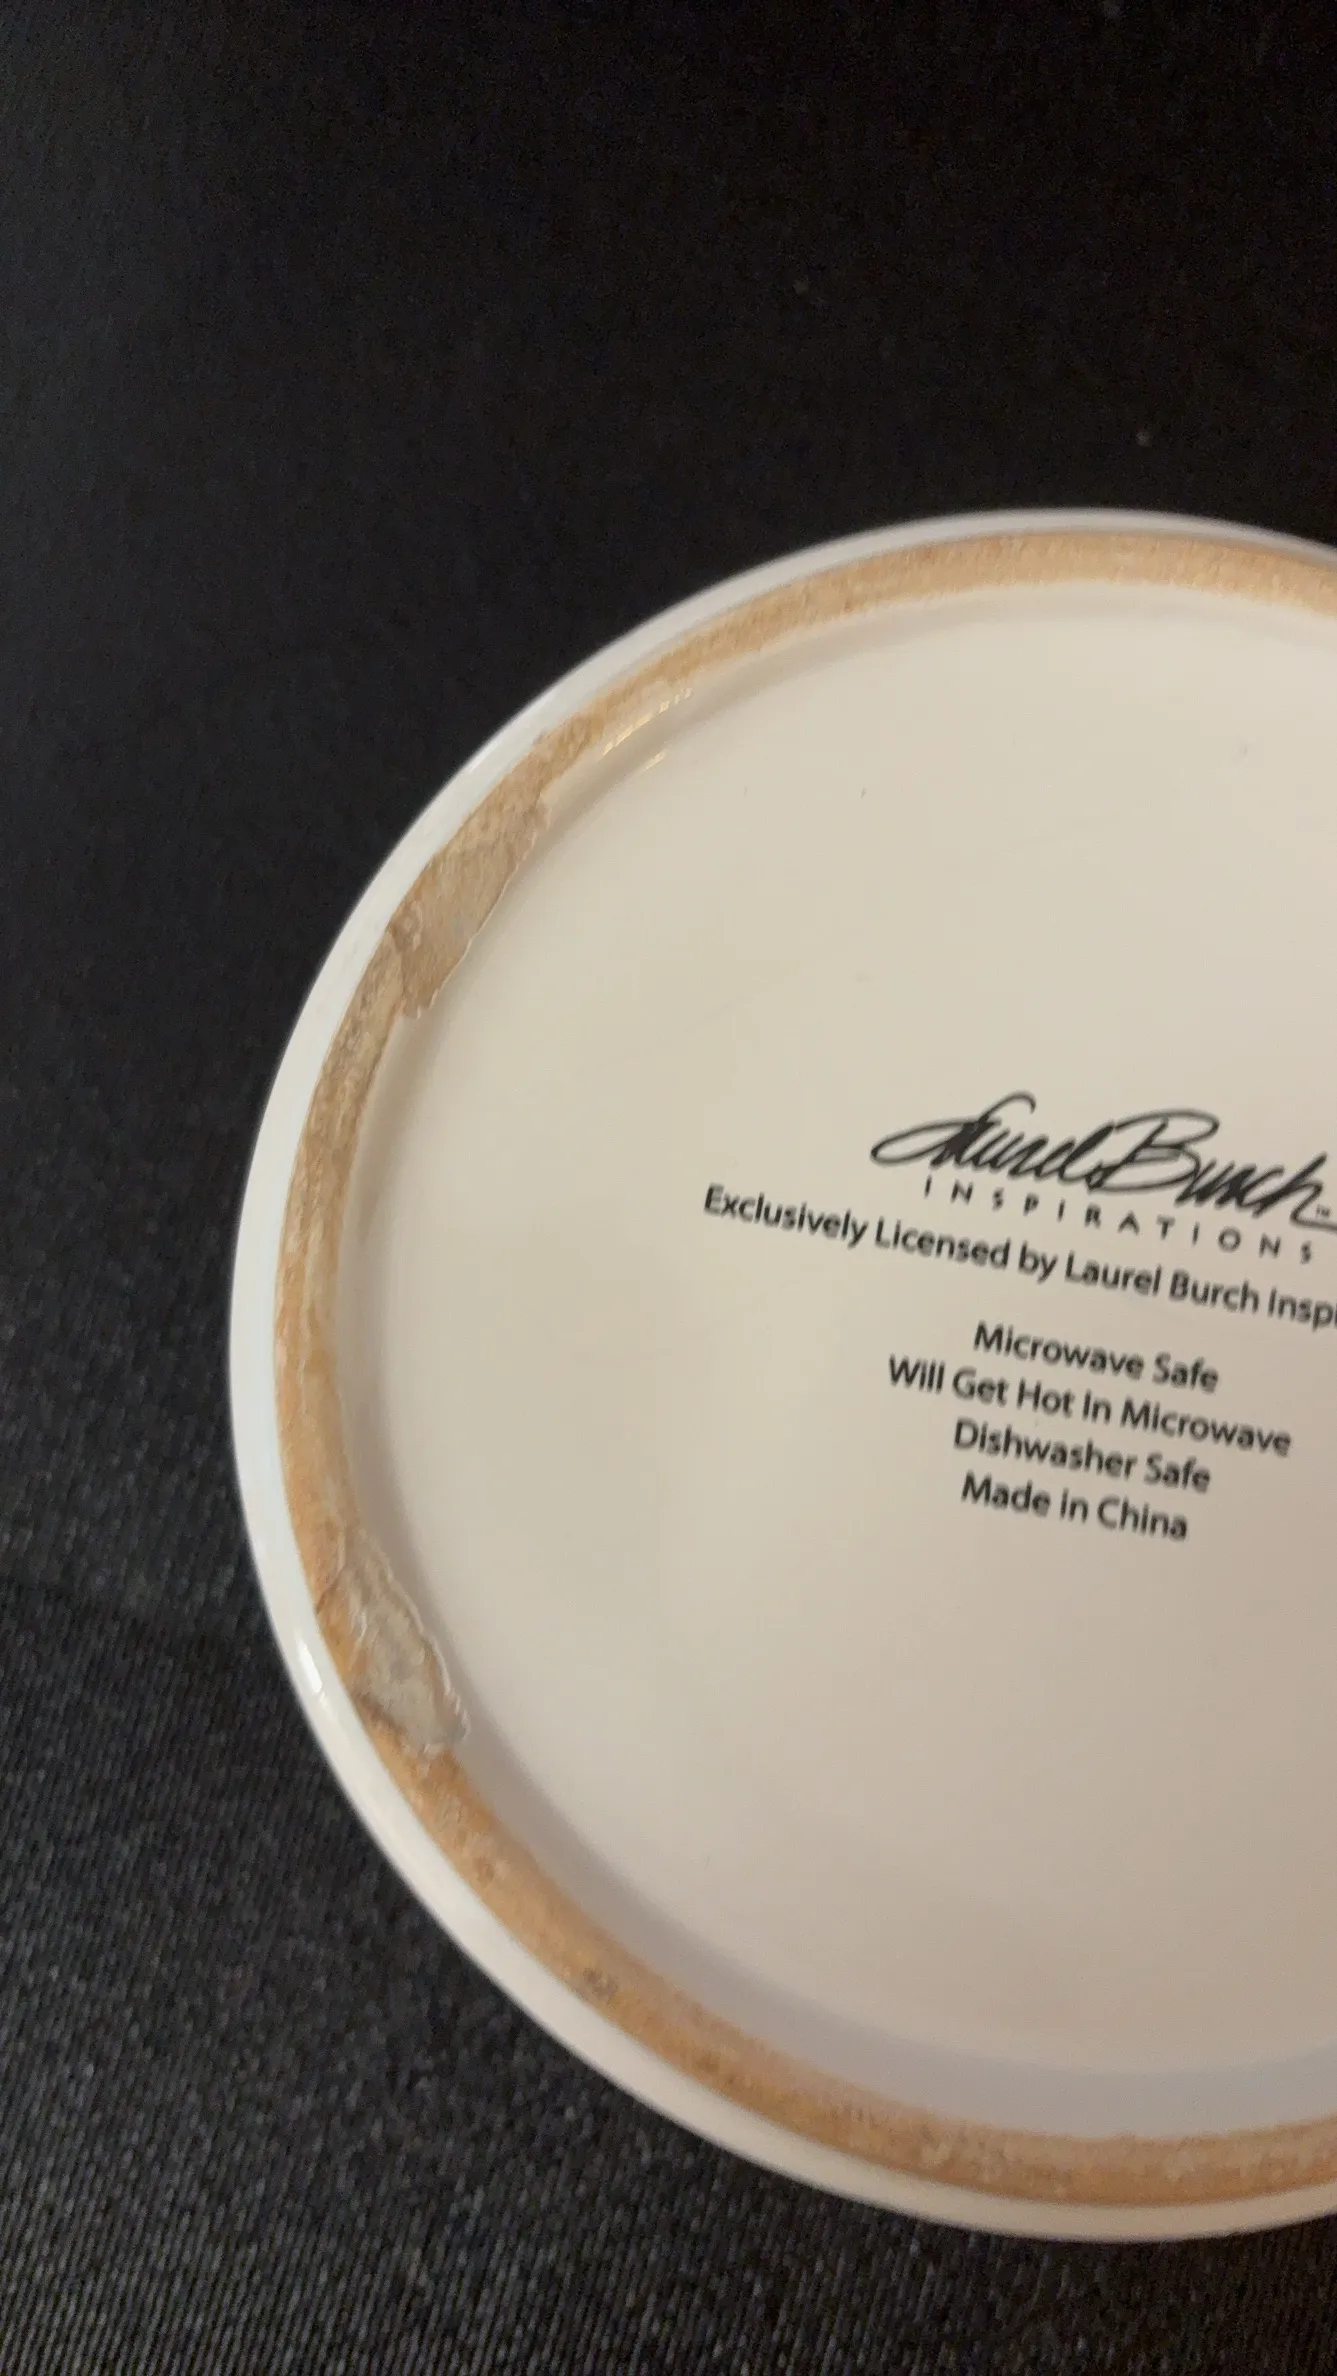 Laurel Burch™
INSPIRATIONS
Exclusively Licensed by Laurel Burch
Microwave Safe
Will Get Hot In Microwave
Dishwasher Safe
Made in China